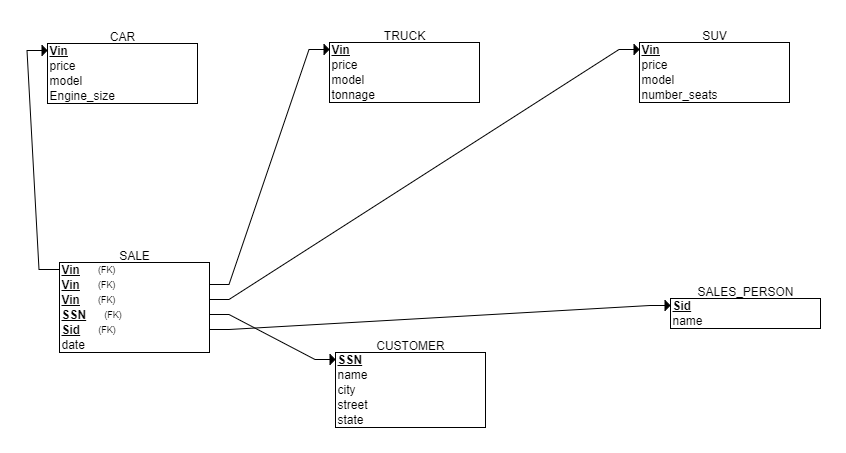 CAR
Vin
price
model
Engine_size
TRUCK
Vin
price
model
tonnage
SUV
Vin
price
model
number_seats
SALE
Vin (FK)
Vin (FK)
Vin (FK)
SSN (FK)
Sid (FK)
date
SALES_PERSON
Sid
name
CUSTOMER
SSN
name
city
street
state